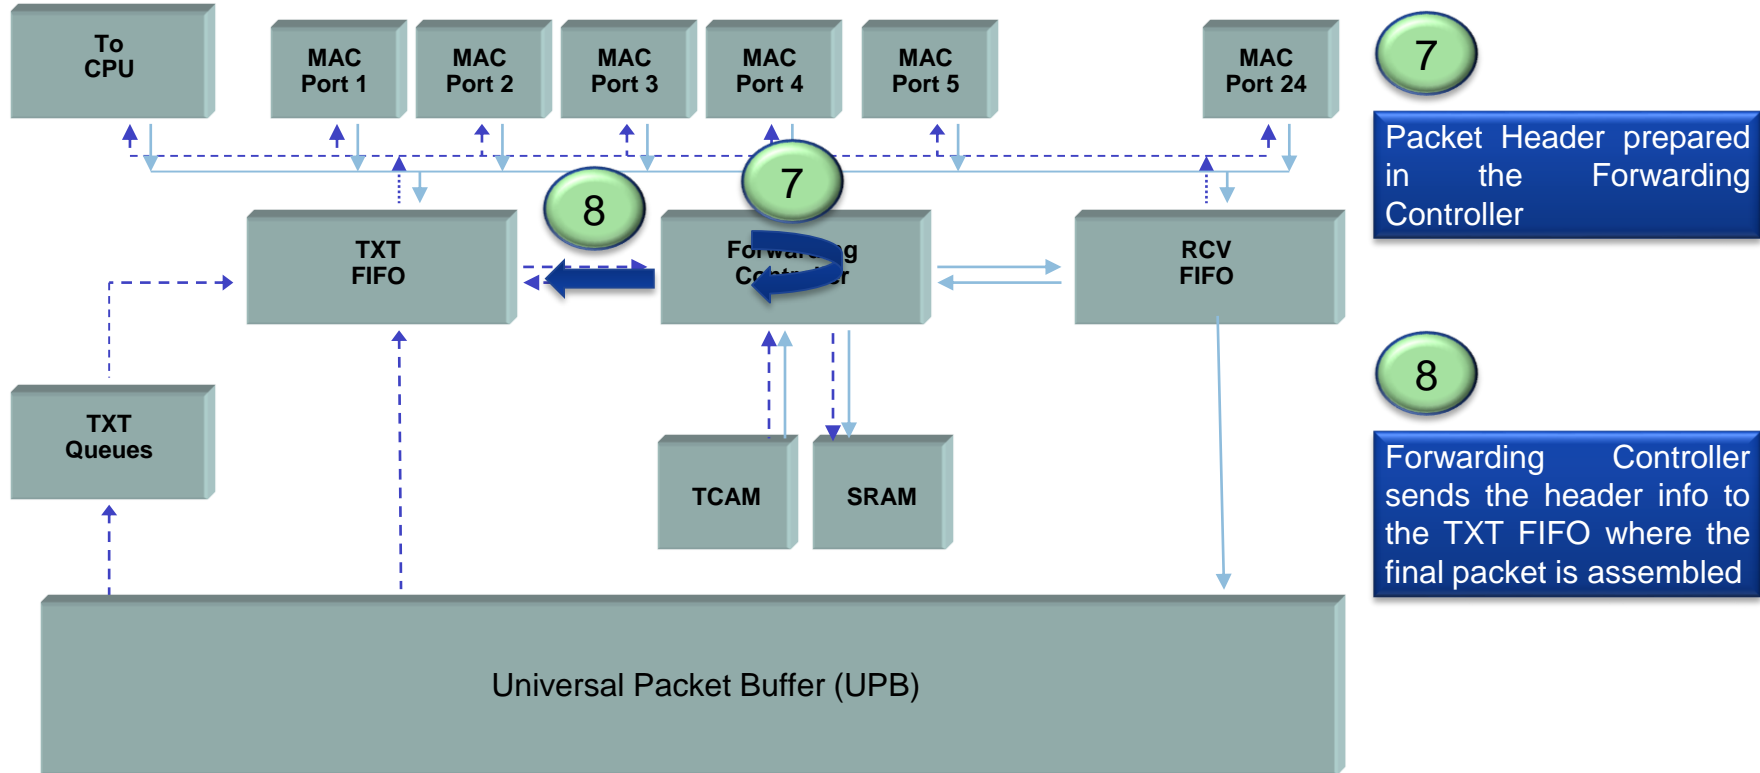 To
CPU
MAC
Port 1
MAC
Port 2
MAC
Port 3
MAC
Port 4
MAC
Port 5
MAC
Port 24
7
Packet Header prepared
in the Forwarding
Controller
8
7
TXT
FIFO
Forwarding
Controller
RCV
FIFO
8
Forwarding Controller
sends the header info to
the TXT FIFO where the
final packet is assembled
TXT
Queues
TCAM
SRAM
Universal Packet Buffer (UPB)